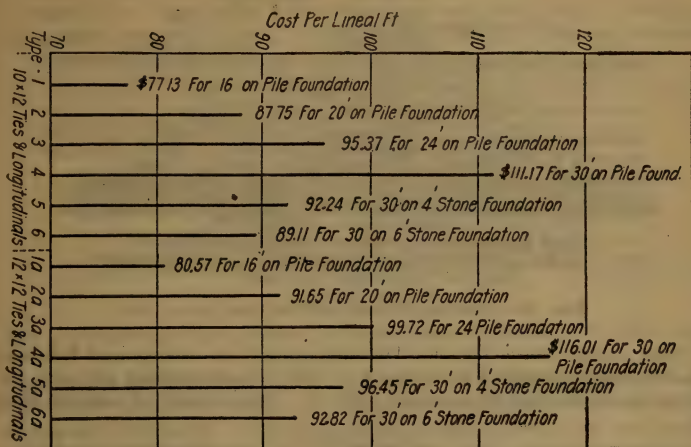 Cost Per Lineal Ft
70 80 90 100 110 120
Type - 1 2 3 4 5 6 1a 2a 3a 4a 5a 6a
10×12 Ties & Longitudinals 12×12 Ties & Longitudinals
$77.13 For 16 on Pile Foundation
87.75 For 20' on Pile Foundation
95.37 For 24' on Pile Foundation
$111.17 For 30' on Pile Found.
92.24 For 30' on 4' Stone Foundation
89.11 For 30 on 6' Stone Foundation
80.57 For 16' on Pile Foundation
91.65 For 20' on Pile Foundation
99.72 For 24' Pile Foundation
$116.01 For 30 on
Pile Foundation
96.45 For 30' on 4' Stone Foundation
92.82 For 30' on 6' Stone Foundation